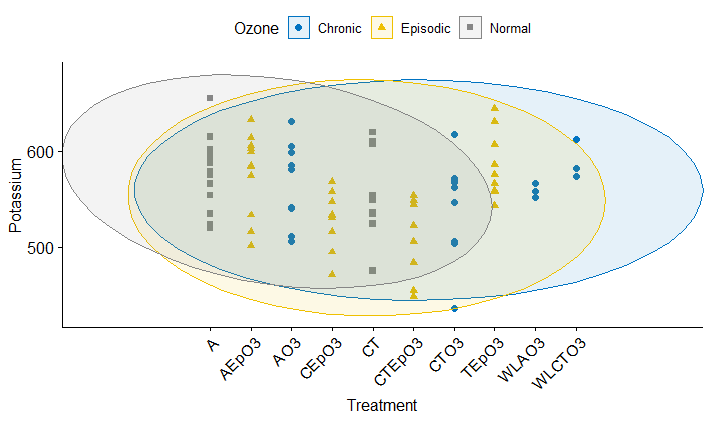 Ozone Chronic Episodic Normal
Potassium
600
500
A AEpO3 AO3 CEpO3 CT CTEpO3 CTO3 TEpO3 WLAO3 WLCTO3
Treatment